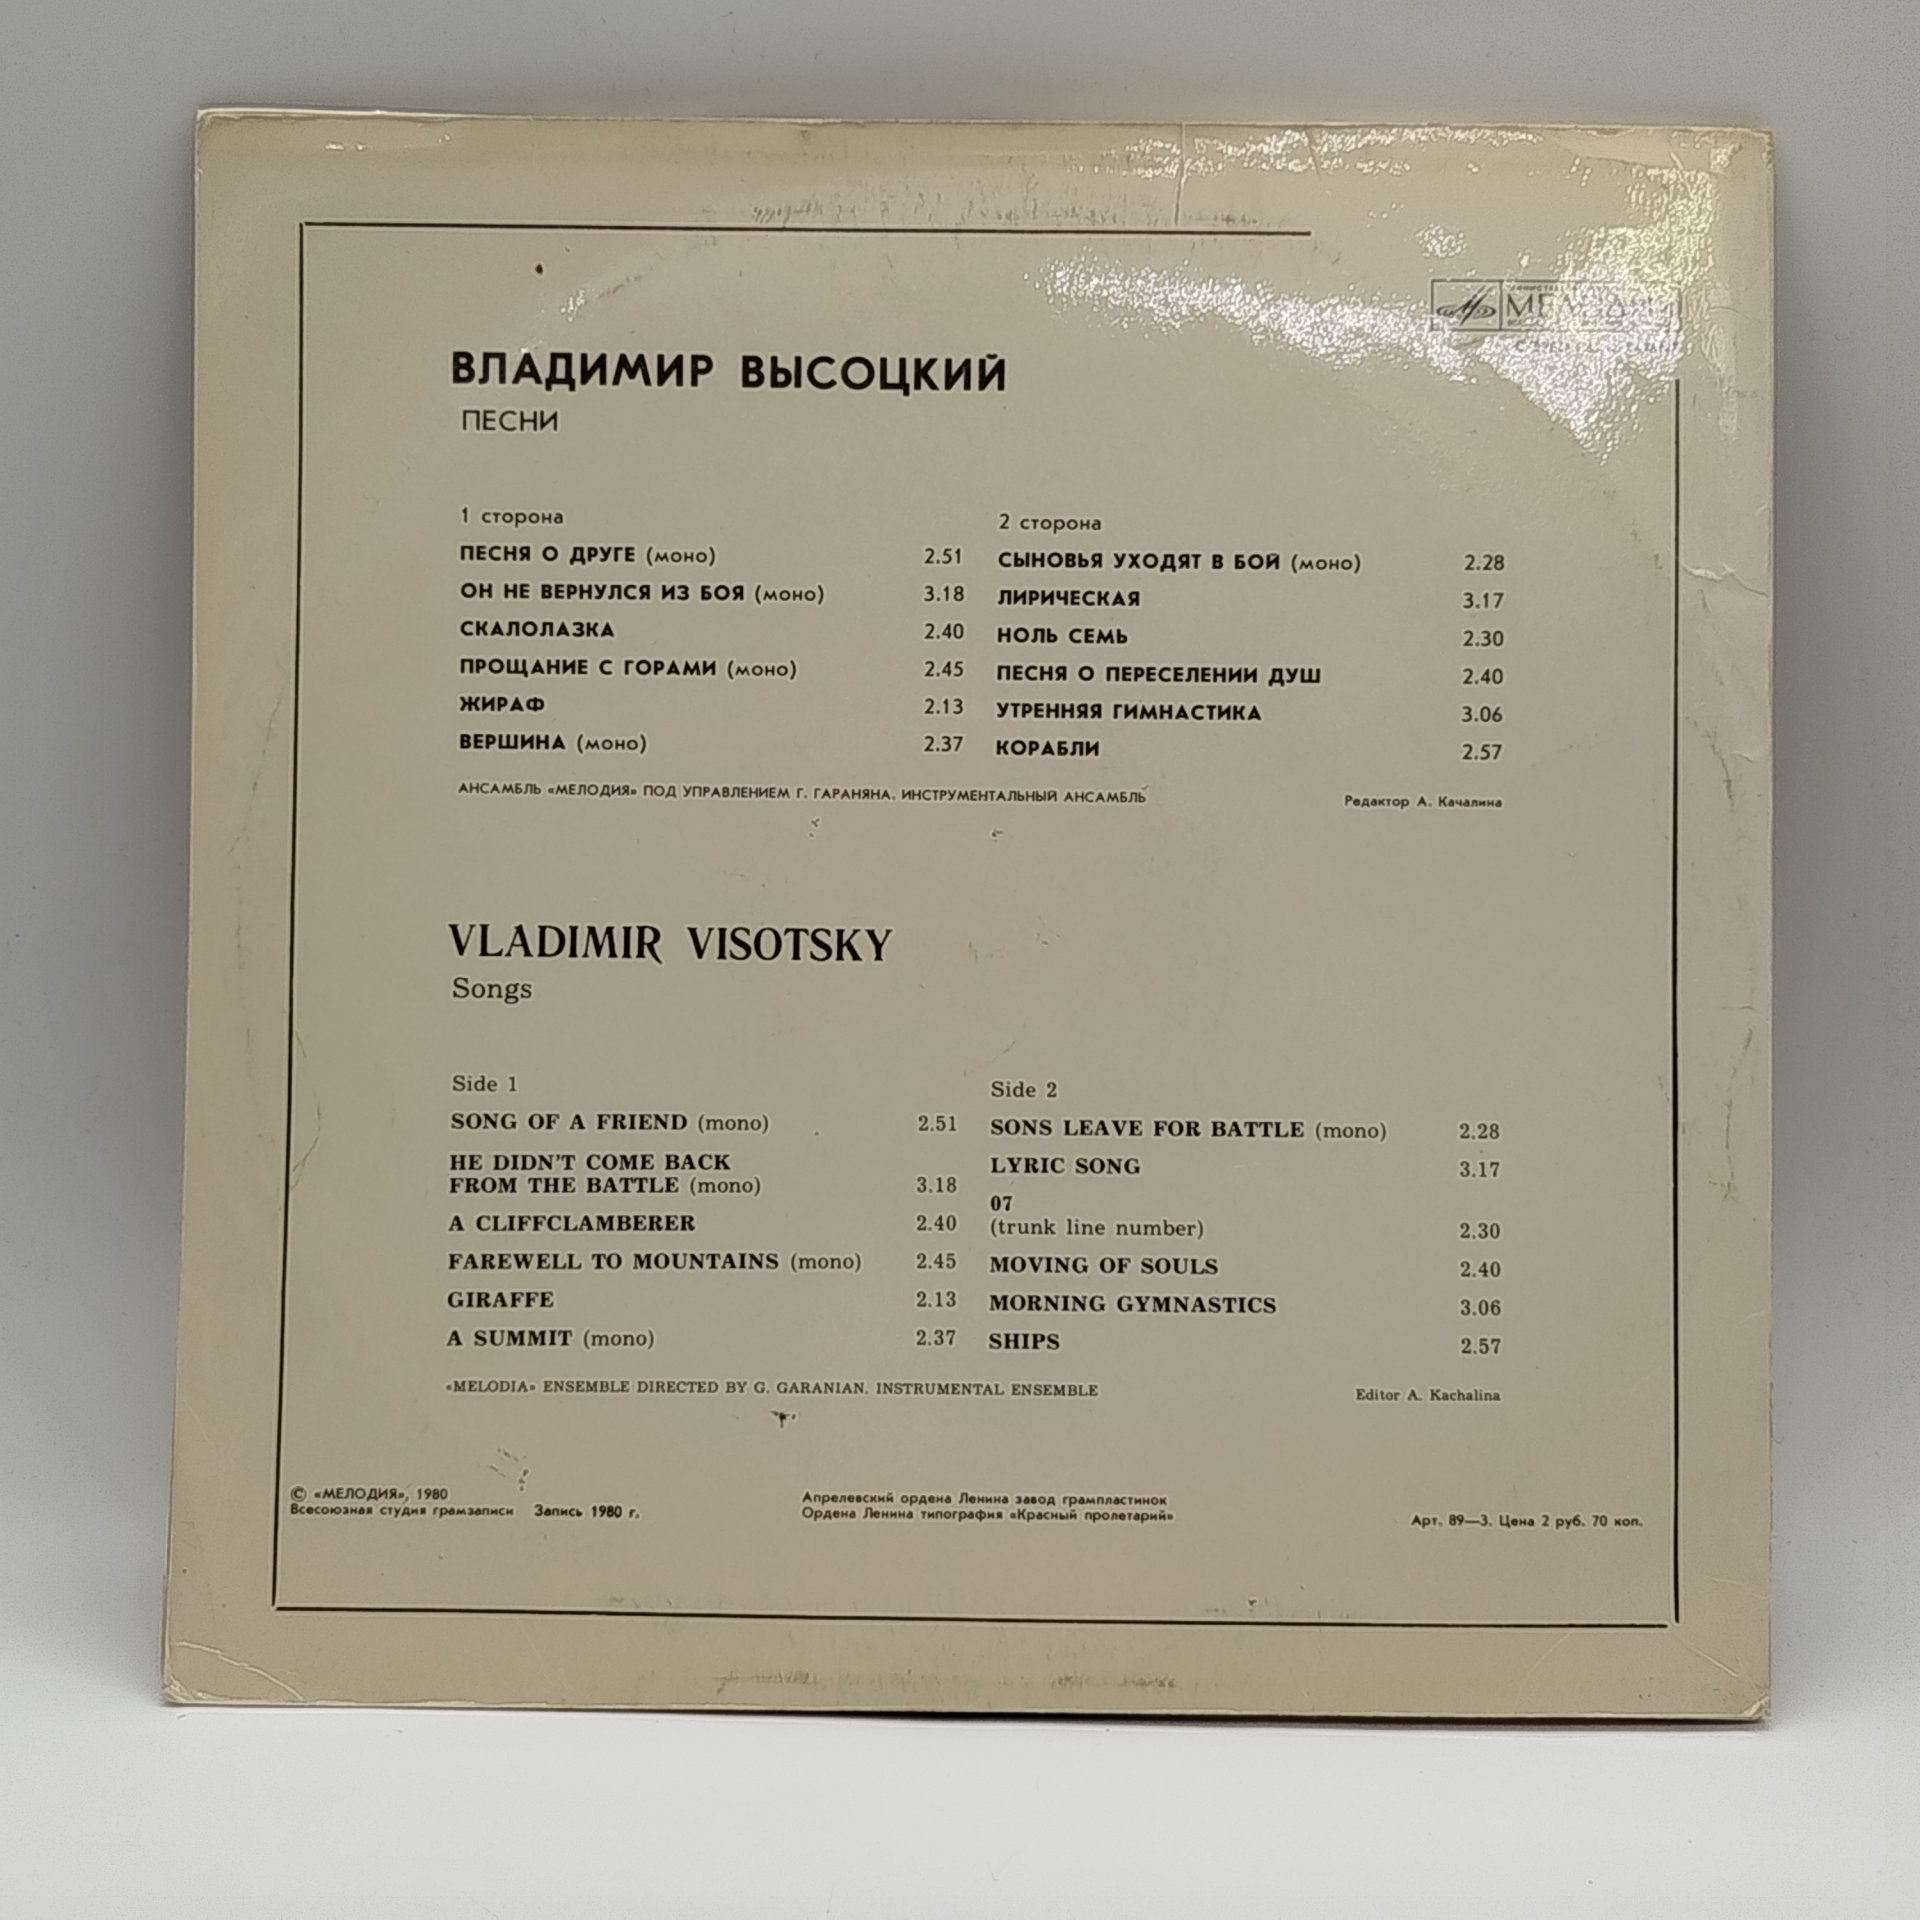 ВЛАДИМИР ВЫСОЦКИЙ
ПЕСНИ
1 сторона
ПЕСНЯ О ДРУГЕ (моно) 2.51
ОН НЕ ВЕРНУЛСЯ ИЗ БОЯ (моно) 3.18
СКАЛОЛАЗКА 2.40
ПРОЩАНИЕ С ГОРАМИ (моно) 2.45
ЖИРАФ 2.13
ВЕРШИНА (моно) 2.37
2 сторона
СЫНОВЬЯ УХОДЯТ В БОЙ (моно) 2.28
ЛИРИЧЕСКАЯ 3.17
НОЛЬ СЕМЬ 2.30
ПЕСНЯ О ПЕРЕСЕЛЕНИИ ДУШ 2.40
УТРЕННЯЯ ГИМНАСТИКА 3.06
КОРАБЛИ 2.57
АНСАМБЛЬ «МЕЛОДИЯ» ПОД УПРАВЛЕНИЕМ Г. ГАРАНЯНА. ИНСТРУМЕНТАЛЬНЫЙ АНСАМБЛЬ
Редактор А. Качалина
VLADIMIR VISOTSKY
Songs
Side 1
SONG OF A FRIEND (mono) 2.51
HE DIDN'T COME BACK
FROM THE BATTLE (mono) 3.18
A CLIFFCLAMBERER 2.40
FAREWELL TO MOUNTAINS (mono) 2.45
GIRAFFE 2.13
A SUMMIT (mono) 2.37
Side 2
SONS LEAVE FOR BATTLE (mono) 2.28
LYRIC SONG 3.17
07
(trunk line number) 2.30
MOVING OF SOULS 2.40
MORNING GYMNASTICS 3.06
SHIPS 2.57
«MELODIA» ENSEMBLE DIRECTED BY G. GARANIAN. INSTRUMENTAL ENSEMBLE
Editor A. Kachalina
© «МЕЛОДИЯ», 1980
Всесоюзная студия грамзаписи Запись 1980 г.
Апрелевский ордена Ленина завод грампластинок
Ордена Ленина типография «Красный пролетарий»
Арт. 89—3. Цена 2 руб. 70 коп.